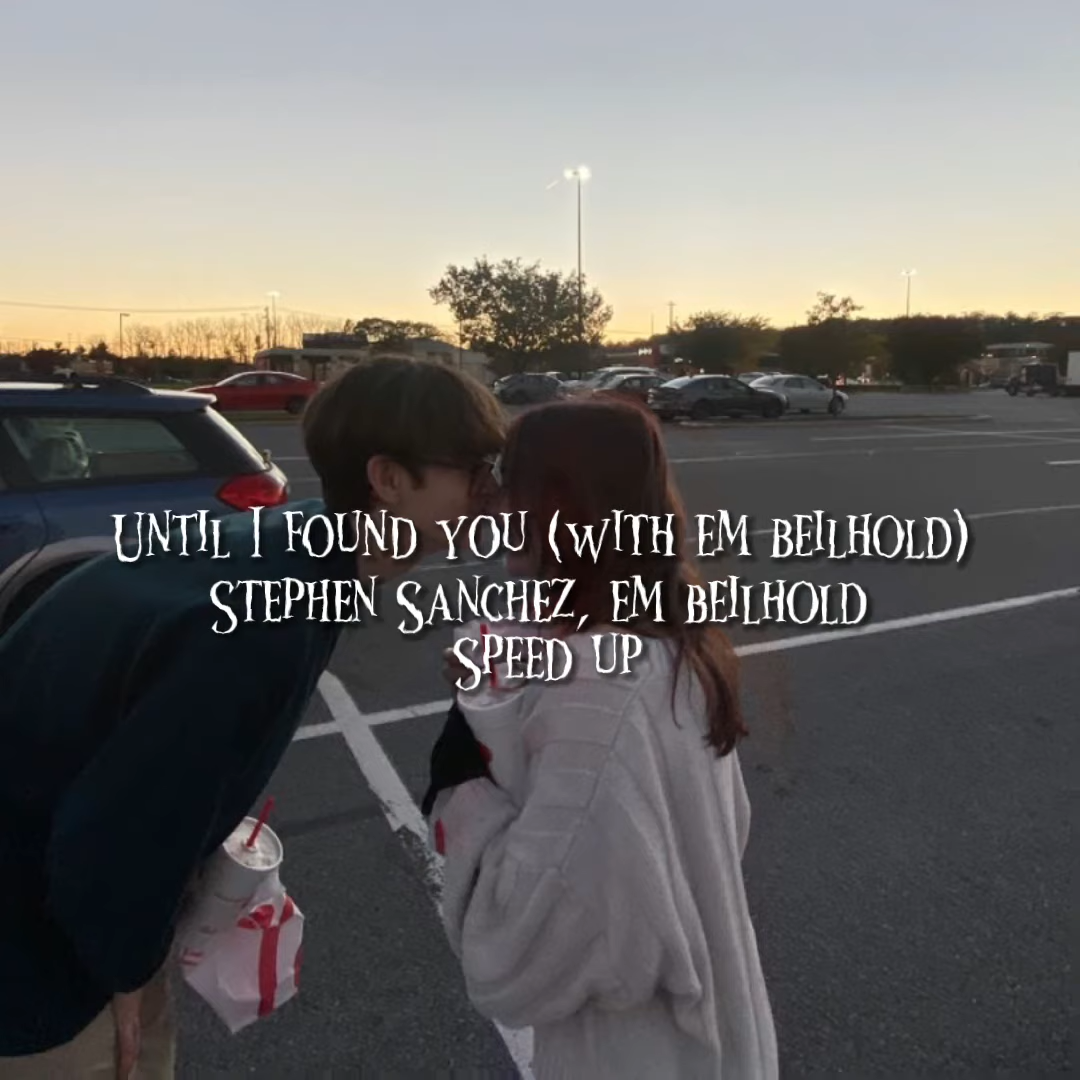 Until I found you (with em beilhold)
Stephen Sanchez, em beilhold
Speed up